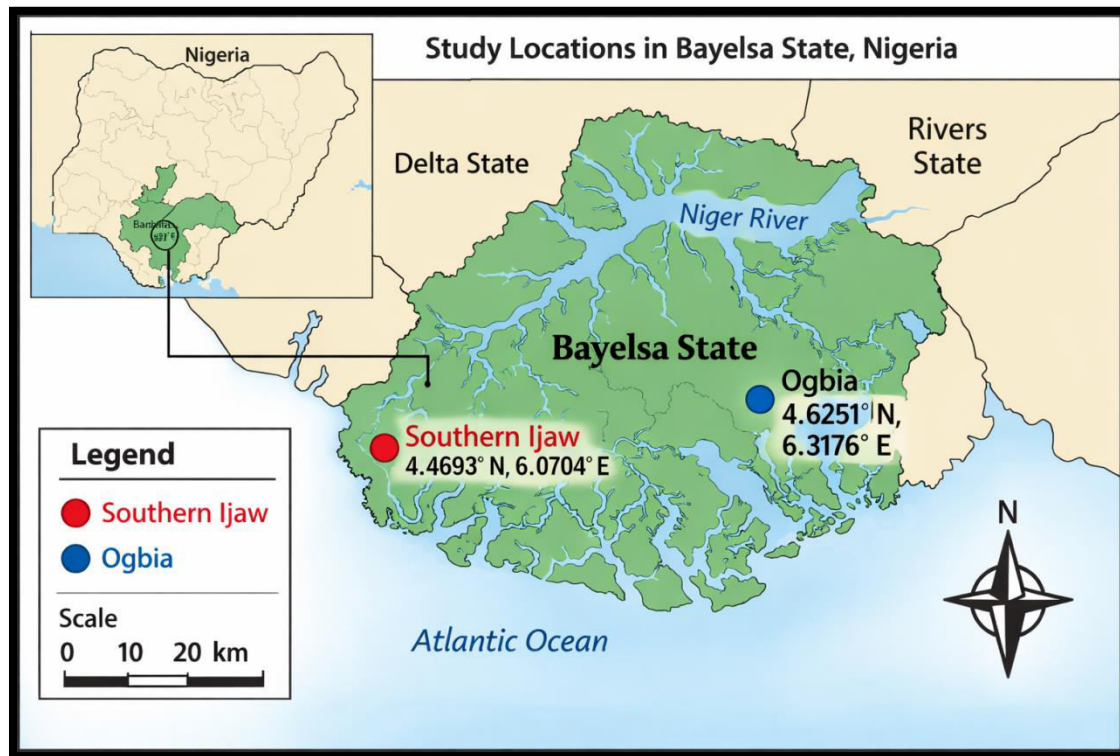 Study Locations in Bayelsa State, Nigeria
Nigeria
Delta State
Rivers
State
Niger River
Bayelsa State
Ogbia
4.6251° N,
6.3176° E
Southern Ijaw
4.4693° N, 6.0704° E
Legend
Southern Ijaw
Ogbia
Scale
0 10 20 km
Atlantic Ocean
N